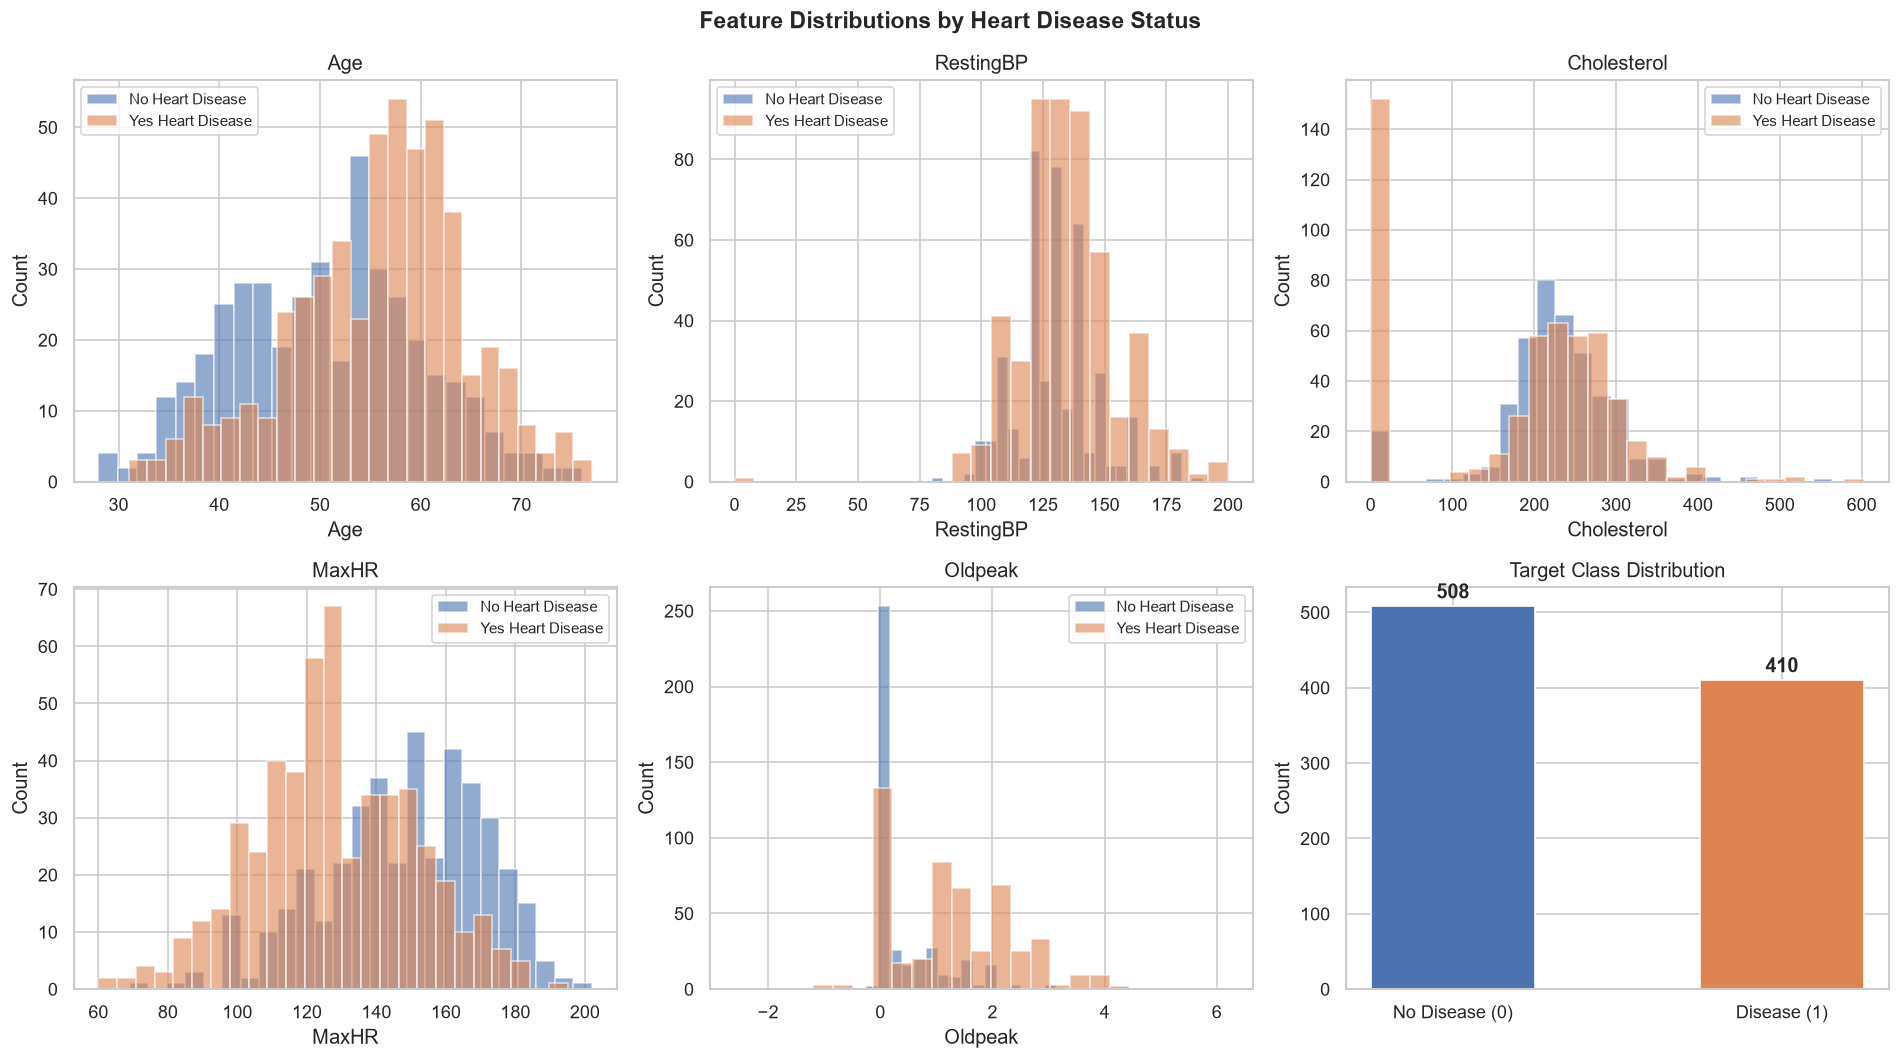 Feature Distributions by Heart Disease Status
Age
No Heart Disease
Yes Heart Disease
Count
50
40
30
20
10
0
30 40 50 60 70
Age
RestingBP
No Heart Disease
Yes Heart Disease
Count
80
60
40
20
0
0 25 50 75 100 125 150 175 200
RestingBP
Cholesterol
No Heart Disease
Yes Heart Disease
Count
140
120
100
80
60
40
20
0
0 100 200 300 400 500 600
Cholesterol
MaxHR
No Heart Disease
Yes Heart Disease
Count
70
60
50
40
30
20
10
0
60 80 100 120 140 160 180 200
MaxHR
Oldpeak
No Heart Disease
Yes Heart Disease
Count
250
200
150
100
50
0
−2 0 2 4 6
Oldpeak
Target Class Distribution
508
410
Count
500
400
300
200
100
0
No Disease (0) Disease (1)